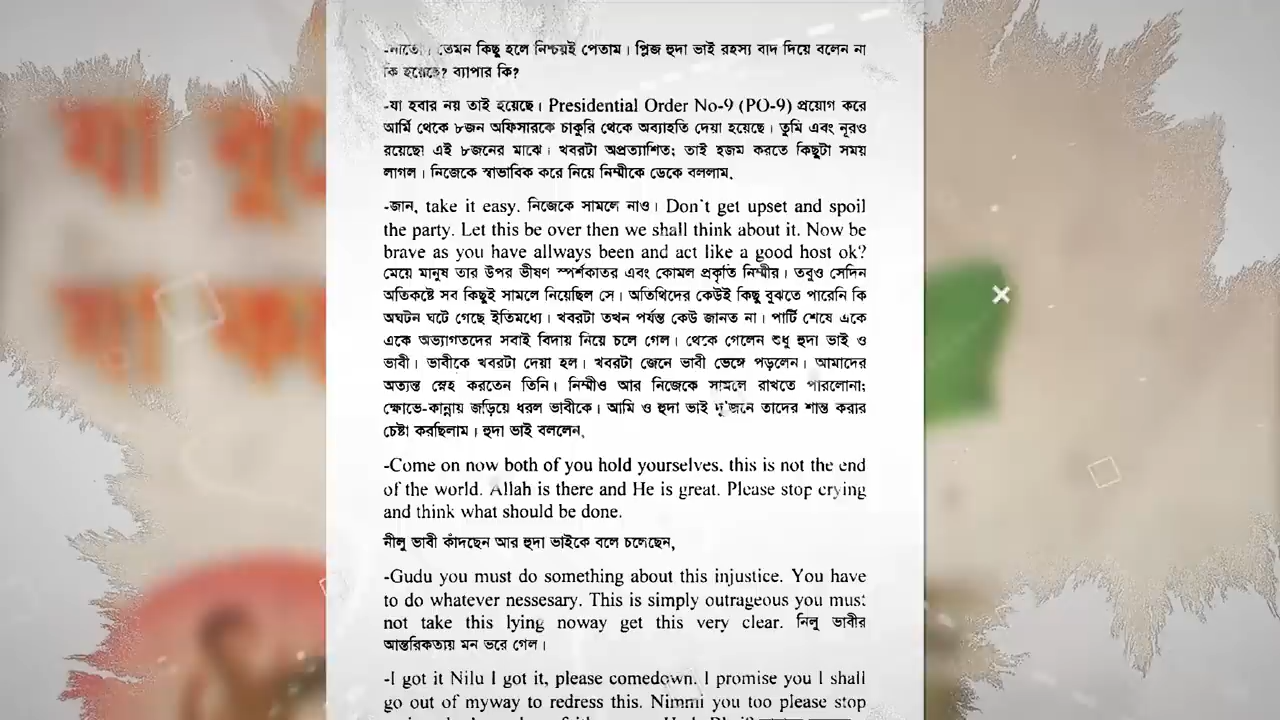 -নাতো। তেমন কিছু হলে নিশ্চয়ই পেতাম। প্লিজ হুদা ভাই রহস্য বাদ দিয়ে বলেন না
কি হয়েছে? ব্যাপার কি?
-যা হবার নয় তাই হয়েছে। Presidential Order No-9 (PO-9) প্রয়োগ করে
আর্মি থেকে ৮জন অফিসারকে চাকুরি থেকে অব্যাহতি দেয়া হয়েছে। তুমি এবং নূরও
রয়েছো এই ৮জনের মাঝে। খবরটা অপ্রত্যাশিত; তাই হজম করতে কিছুটা সময়
লাগল। নিজেকে স্বাভাবিক করে নিয়ে নিম্মীকে ডেকে বললাম,
-জান, take it easy. নিজেকে সামলে নাও। Don't get upset and spoil
the party. Let this be over then we shall think about it. Now be
brave as you have allways been and act like a good host ok?
মেয়ে মানুষ তার উপর ভীষণ স্পর্শকাতর এবং কোমল প্রকৃতি নিম্মীর। তবুও সেদিন
অতিকষ্টে সব কিছুই সামলে নিয়েছিল সে। অতিথিদের কেউই কিছু বুঝতে পারেনি কি
অঘটন ঘটে গেছে ইতিমধ্যে। খবরটা তখন পর্যন্ত কেউ জানত না। পার্টি শেষে একে
একে অভ্যাগতদের সবাই বিদায় নিয়ে চলে গেল। থেকে গেলেন শুধু হুদা ভাই ও
ভাবী। ভাবীকে খবরটা দেয়া হল। খবরটা জেনে ভাবী ভেঙ্গে পড়লেন। আমাদের
অত্যন্ত স্নেহ করতেন তিনি। নিম্মীও আর নিজেকে সামলে রাখতে পারলোনা;
ক্ষোভে-কান্নায় জড়িয়ে ধরল ভাবীকে। আমি ও হুদা ভাই দু'জনে তাদের শান্ত করার
চেষ্টা করছিলাম। হুদা ভাই বললেন,
-Come on now both of you hold yourselves, this is not the end
of the world. Allah is there and He is great. Please stop crying
and think what should be done.
নীলু ভাবী কাঁদছেন আর হুদা ভাইকে বলে চলেছেন,
-Gudu you must do something about this injustice. You have
to do whatever nessesary. This is simply outrageous you must
not take this lying noway get this very clear. নিলু ভাবীর
আন্তরিকতায় মন ভরে গেল।
-I got it Nilu I got it, please comedown. I promise you I shall
go out of myway to redress this. Nimmi you too please stop